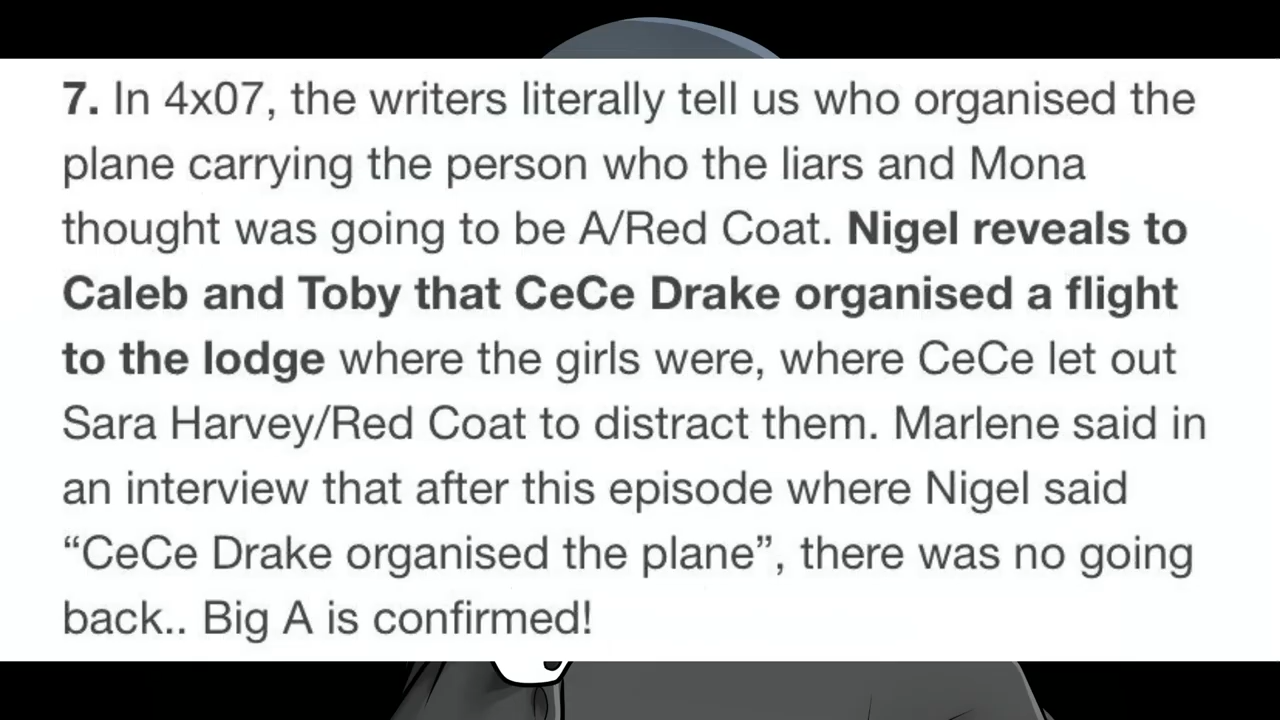 7. In 4x07, the writers literally tell us who organised the
plane carrying the person who the liars and Mona
thought was going to be A/Red Coat. Nigel reveals to
Caleb and Toby that CeCe Drake organised a flight
to the lodge where the girls were, where CeCe let out
Sara Harvey/Red Coat to distract them. Marlene said in
an interview that after this episode where Nigel said
“CeCe Drake organised the plane”, there was no going
back.. Big A is confirmed!